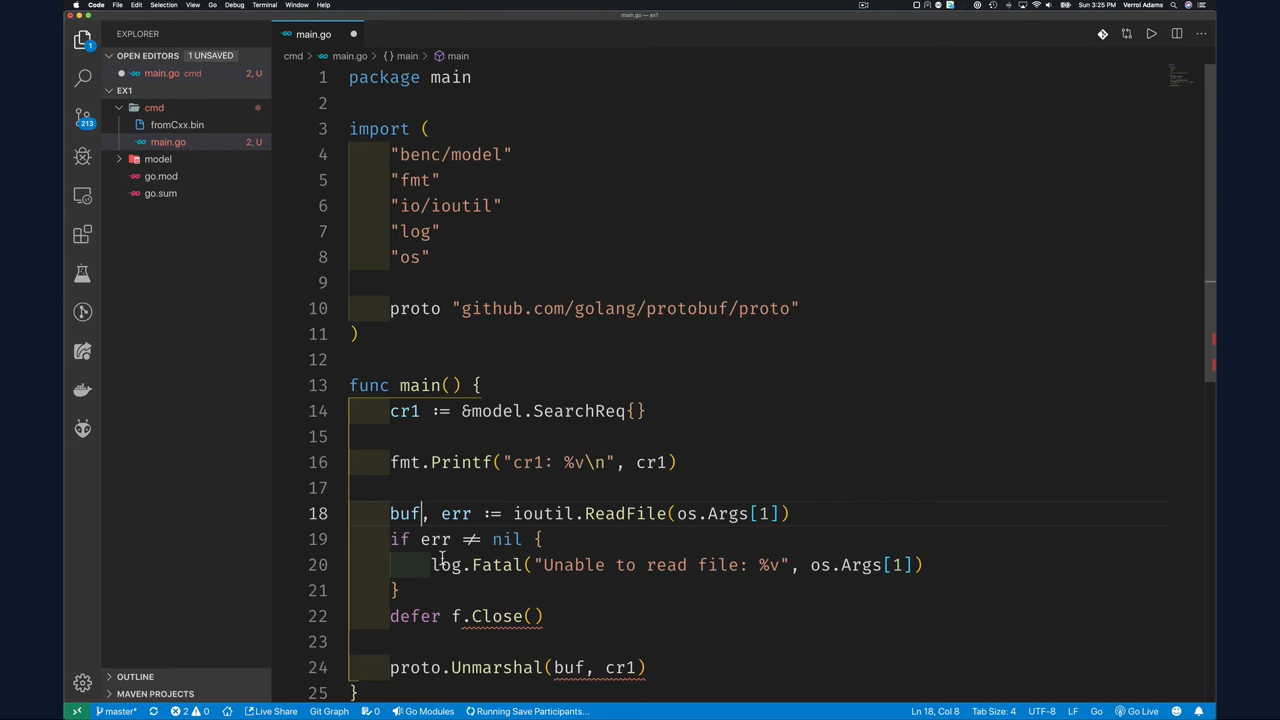 Code File Edit Selection View Go Debug Terminal Window Help Sun 3:25 PM Verrol Adams
main.go — ex1
EXPLORER
main.go
OPEN EDITORS 1 UNSAVED
cmd > main.go > {} main > main
main.go cmd 2, U
EX1
cmd
fromCxx.bin
main.go 2, U
model
go.mod
go.sum
1 package main
2
3 import (
4 "benc/model"
5 "fmt"
6 "io/ioutil"
7 "log"
8 "os"
9
10 proto "github.com/golang/protobuf/proto"
11 )
12
13 func main() {
14 cr1 := &model.SearchReq{}
15
16 fmt.Printf("cr1: %v\n", cr1)
17
18 buf, err := ioutil.ReadFile(os.Args[1])
19 if err ≠ nil {
20 log.Fatal("Unable to read file: %v", os.Args[1])
21 }
22 defer f.Close()
23
24 proto.Unmarshal(buf, cr1)
25 }
1
213
OUTLINE
MAVEN PROJECTS
master* 2 0 Live Share Git Graph 0 Go Modules Running Save Participants... Ln 18, Col 8 Tab Size: 4 UTF-8 LF Go Go Live